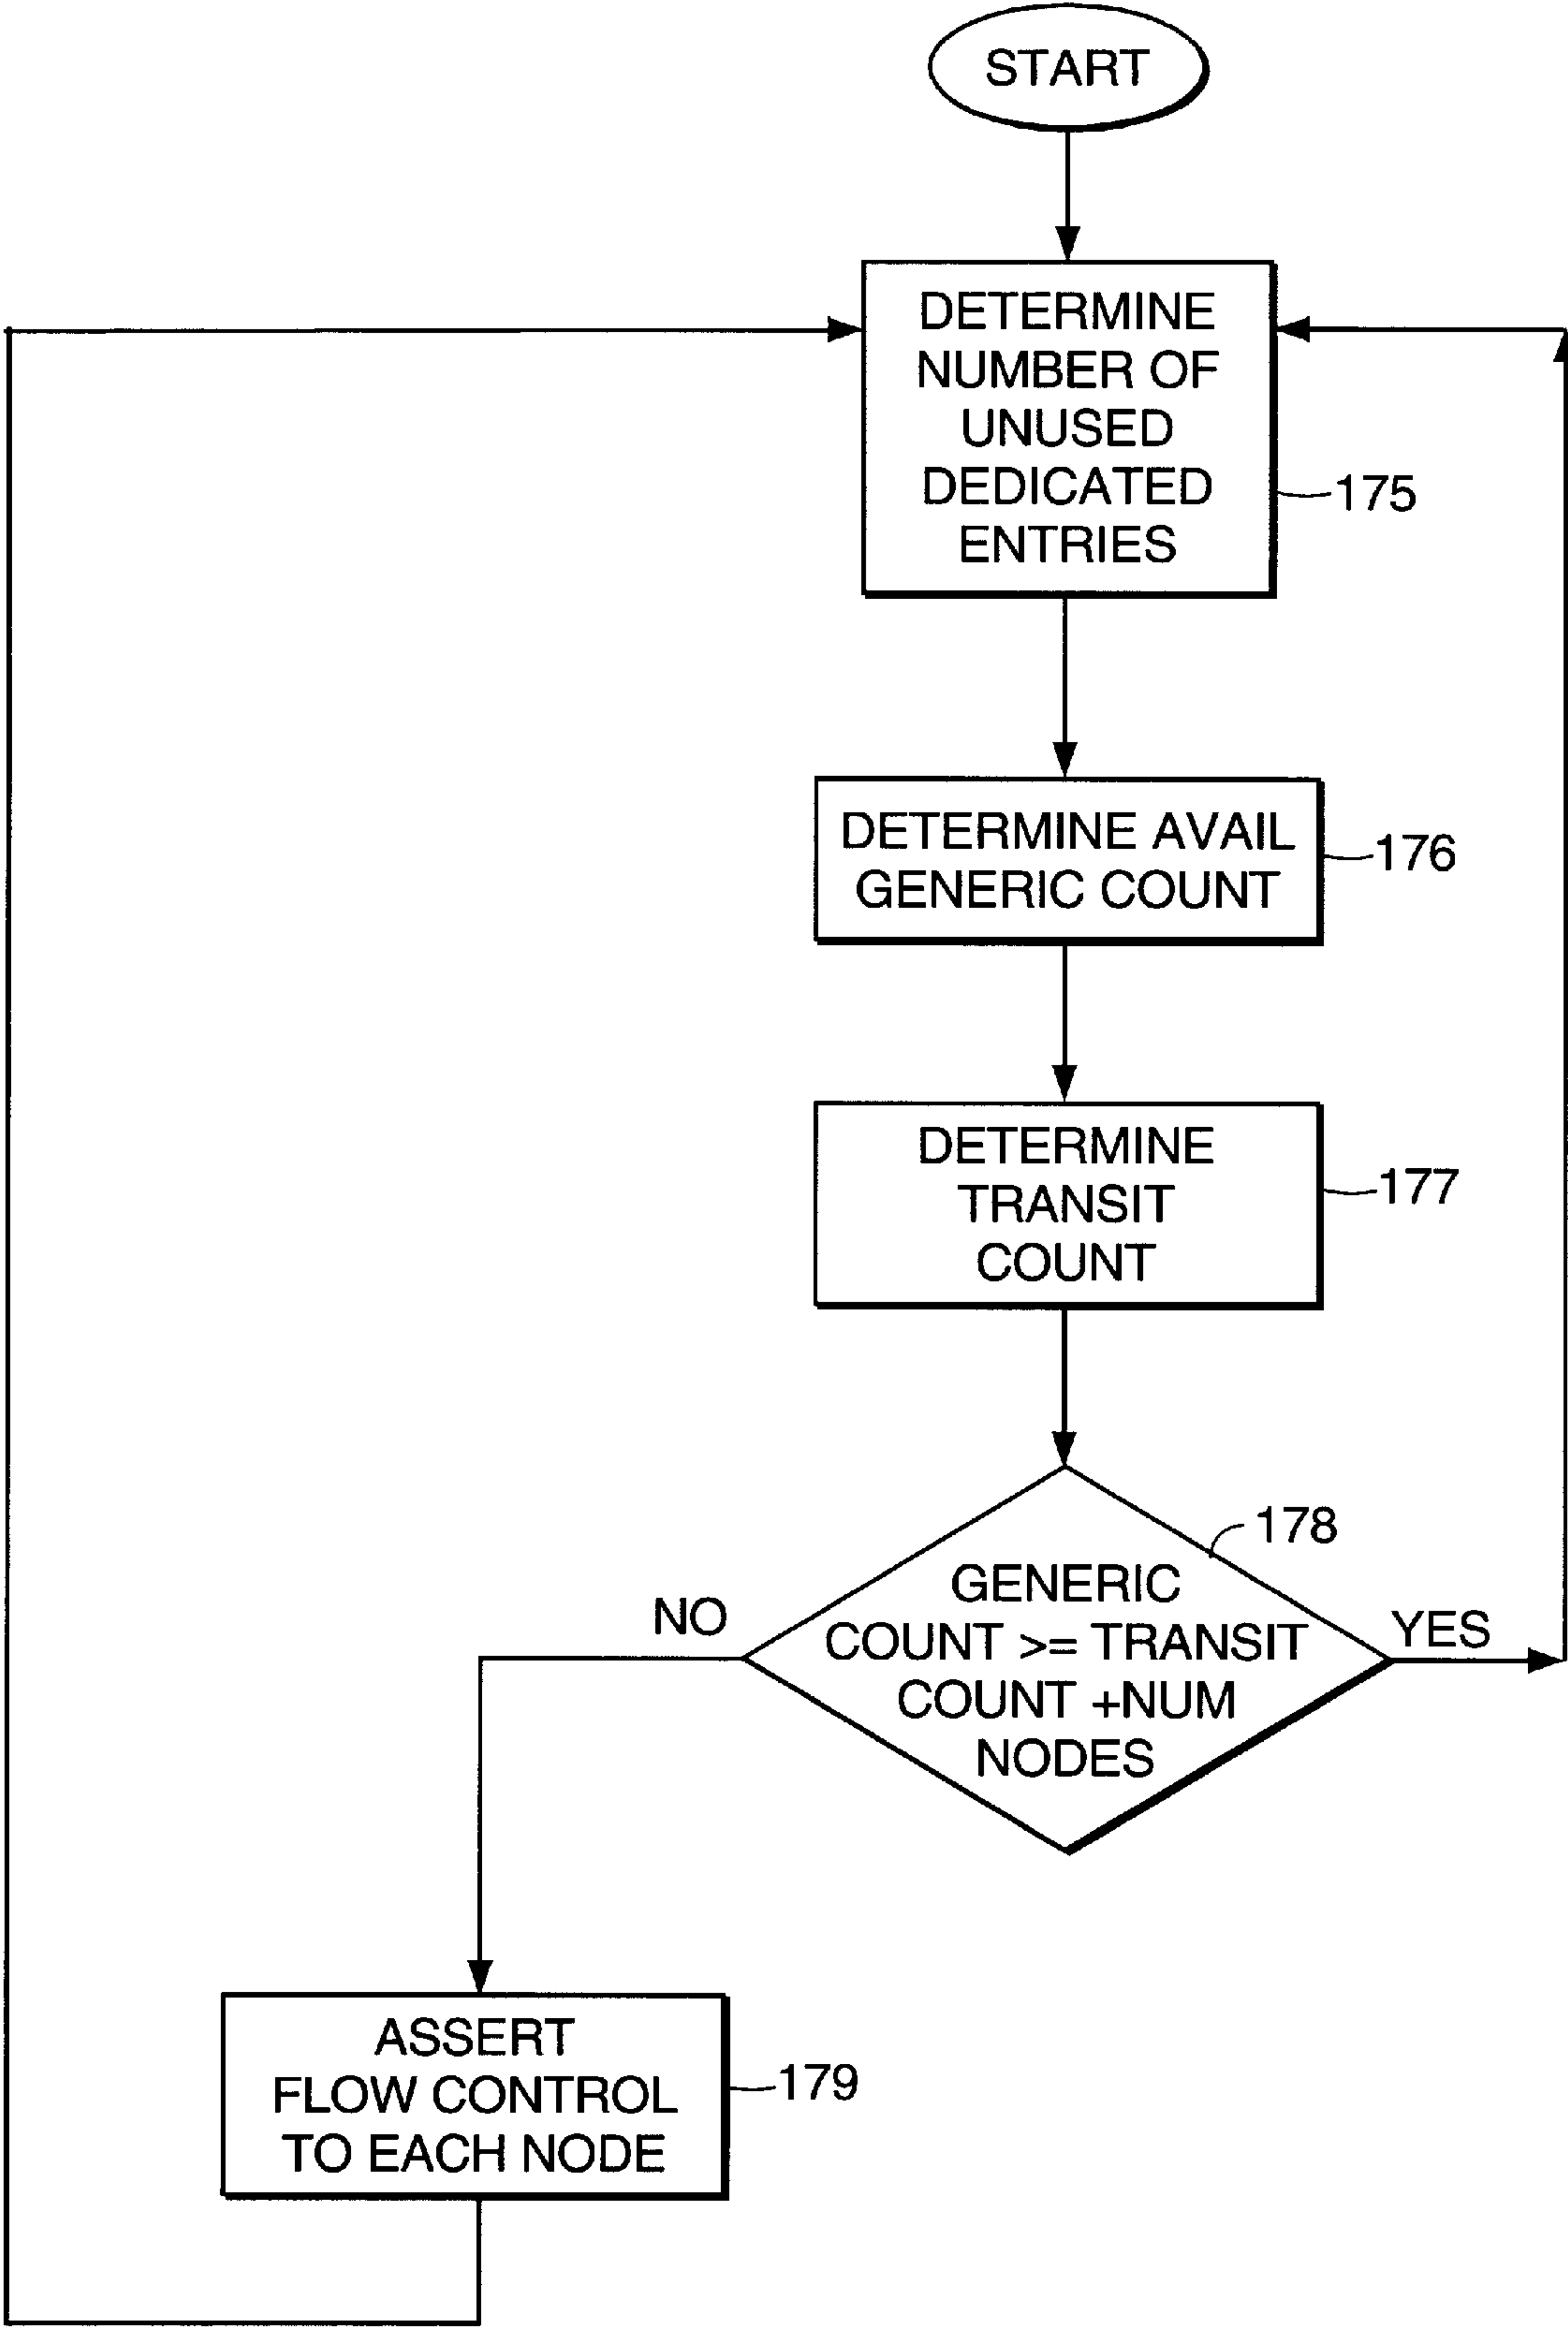 START
DETERMINE
NUMBER OF
UNUSED
DEDICATED
ENTRIES
175
DETERMINE AVAIL
GENERIC COUNT
176
DETERMINE
TRANSIT
COUNT
177
178
GENERIC
COUNT >= TRANSIT
COUNT +NUM
NODES
NO
YES
ASSERT
FLOW CONTROL
TO EACH NODE
179